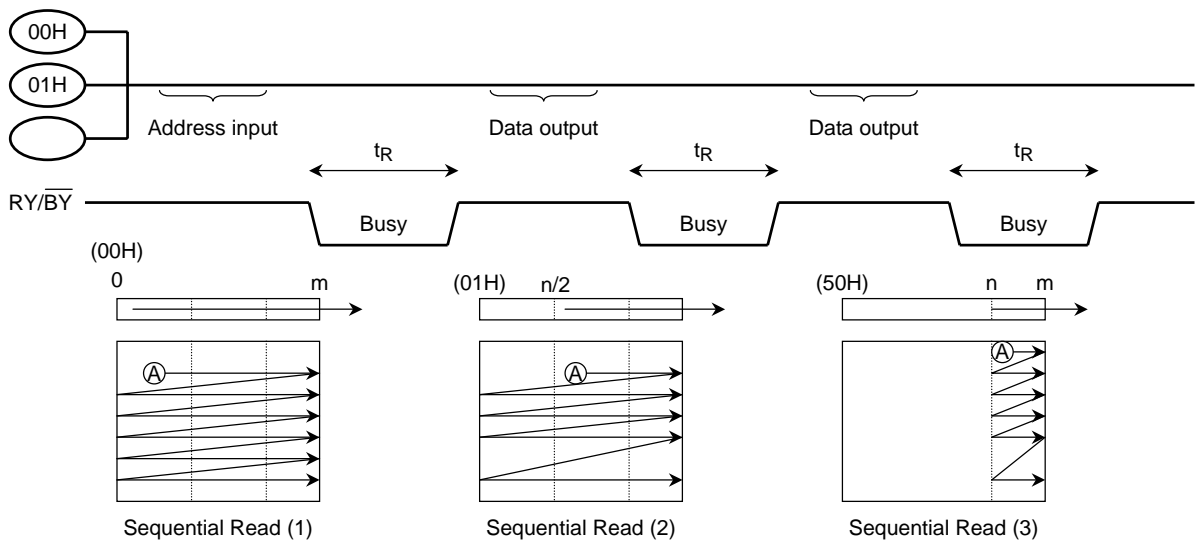 00H
01H
Address input Data output Data output
tR tR tR
RY/BY Busy Busy Busy
(00H)
0 m (01H) n/2 (50H) n m
A A A
Sequential Read (1) Sequential Read (2) Sequential Read (3)